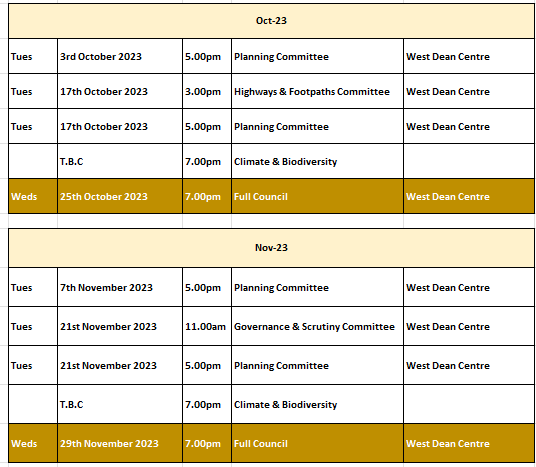 Oct-23
Tues 3rd October 2023 5.00pm Planning Committee West Dean Centre
Tues 17th October 2023 3.00pm Highways & Footpaths Committee West Dean Centre
Tues 17th October 2023 5.00pm Planning Committee West Dean Centre
T.B.C 7.00pm Climate & Biodiversity
Weds 25th October 2023 7.00pm Full Council West Dean Centre
Nov-23
Tues 7th November 2023 5.00pm Planning Committee West Dean Centre
Tues 21st November 2023 11.00am Governance & Scrutiny Committee West Dean Centre
Tues 21st November 2023 5.00pm Planning Committee West Dean Centre
T.B.C 7.00pm Climate & Biodiversity
Weds 29th November 2023 7.00pm Full Council West Dean Centre